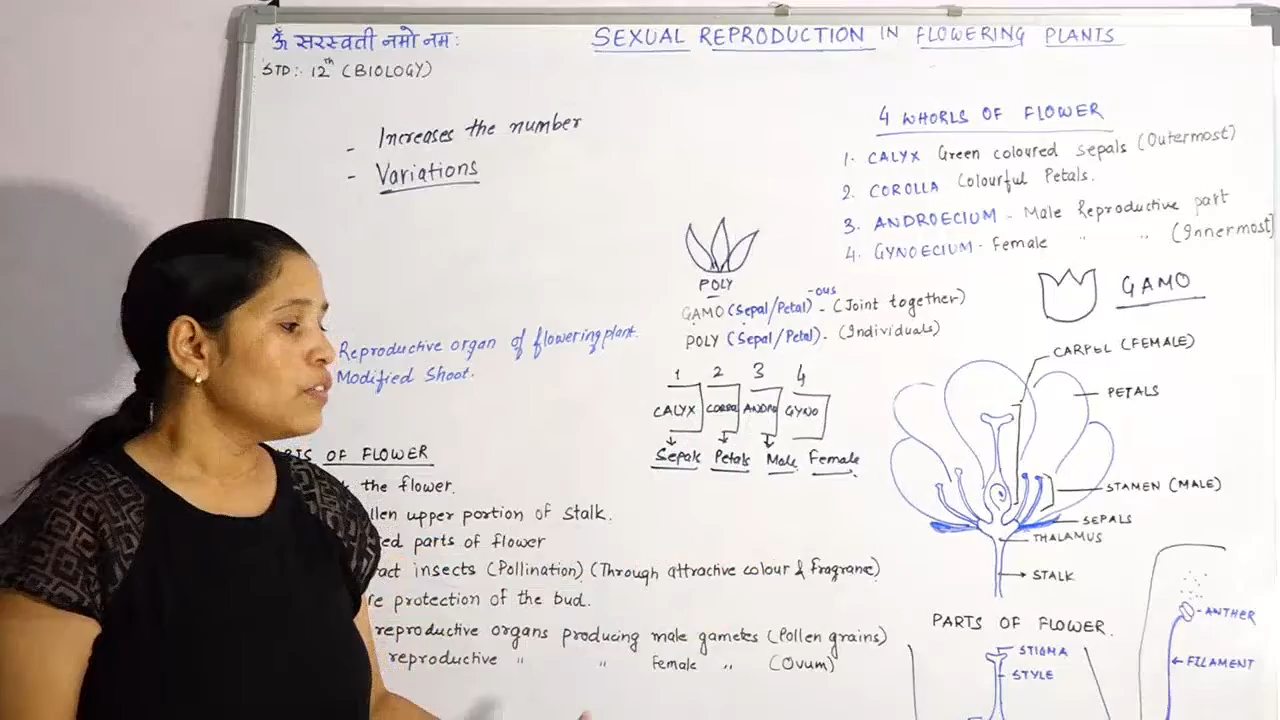 ॐ सरस्वती नमो नमः
STD:- 12th (BIOLOGY)
SEXUAL REPRODUCTION IN FLOWERING PLANTS
- Increases the number
- Variations
4 WHORLS OF FLOWER
1. CALYX Green coloured sepals (Outermost)
2. COROLLA Colourful Petals.
3. ANDROECIUM - Male Reproductive part
4. GYNOECIUM - Female " " (Innermost)
POLY
GAMO (Sepal/Petal)-ous - (Joint together)
POLY (Sepal/Petal) - (Individuals)
GAMO
Reproductive organ of flowering plant.
Modified Shoot.
1 2 3 4
CALYX COROLL ANDRO GYNO
Sepals Petals Male Female
CARPEL (FEMALE)
PETALS
STAMEN (MALE)
SEPALS
THALAMUS
STALK
OF FLOWER
the flower.
upper portion of stalk.
parts of flower
insects (Pollination) (Through attractive colour & fragrance)
protection of the bud.
reproductive organs producing male gametes (Pollen grains)
reproductive " " Female " (Ovum)
PARTS OF FLOWER.
STIGMA
STYLE
ANTHER
FILAMENT